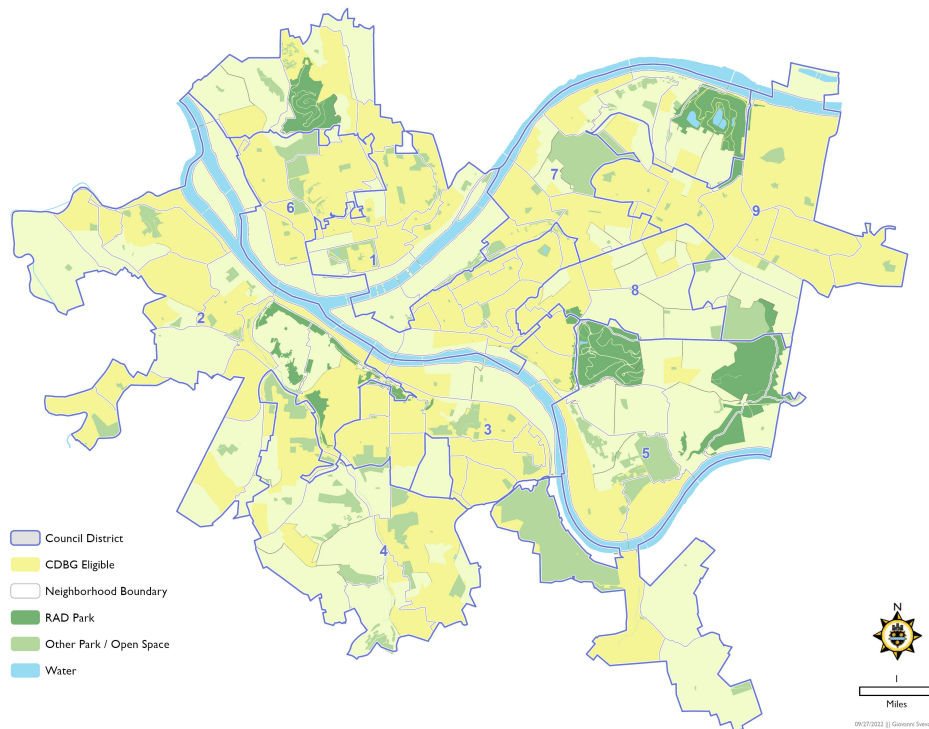 7
6
9
1
8
2
3
5
4
Council District
CDBG Eligible
Neighborhood Boundary
RAD Park
Other Park / Open Space
Water
N
1
Miles
09/27/2022 || Giovanni